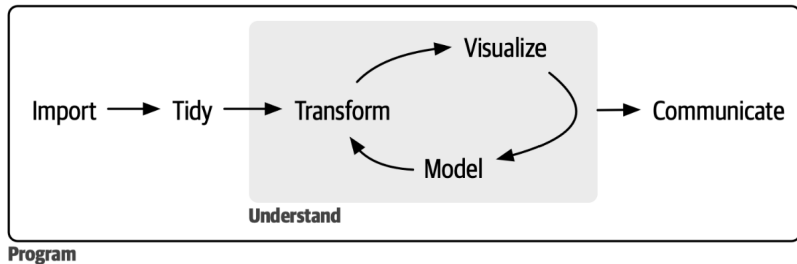 Import
Tidy
Transform
Visualize
Model
Communicate
Understand
Program